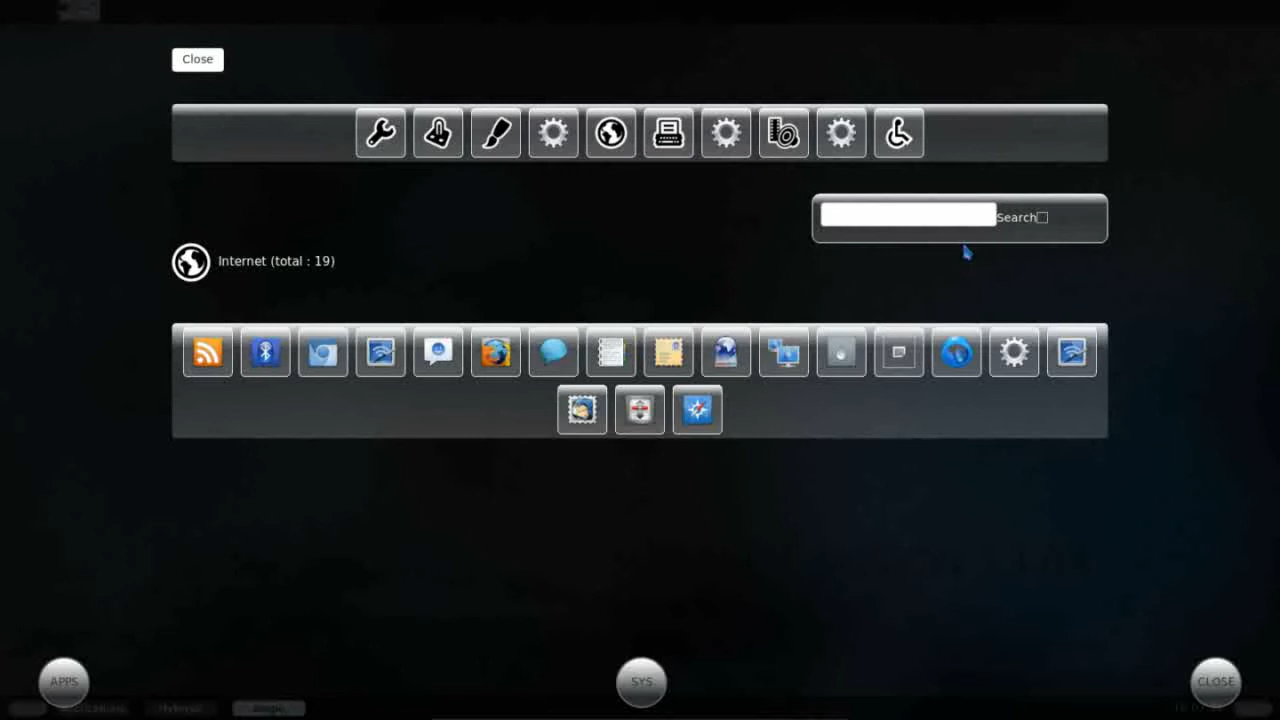 Close
Search
Internet (total : 19)
APPS
SYS
CLOSE